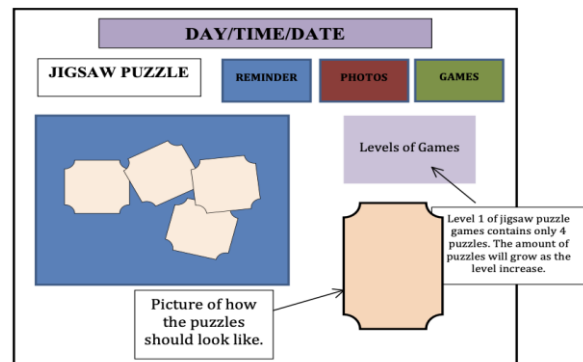 DAY/TIME/DATE
JIGSAW PUZZLE
REMINDER
PHOTOS
GAMES
Levels of Games
Level 1 of jigsaw puzzle
games contains only 4
puzzles. The amount of
puzzles will grow as the
level increase.
Picture of how
the puzzles
should look like.